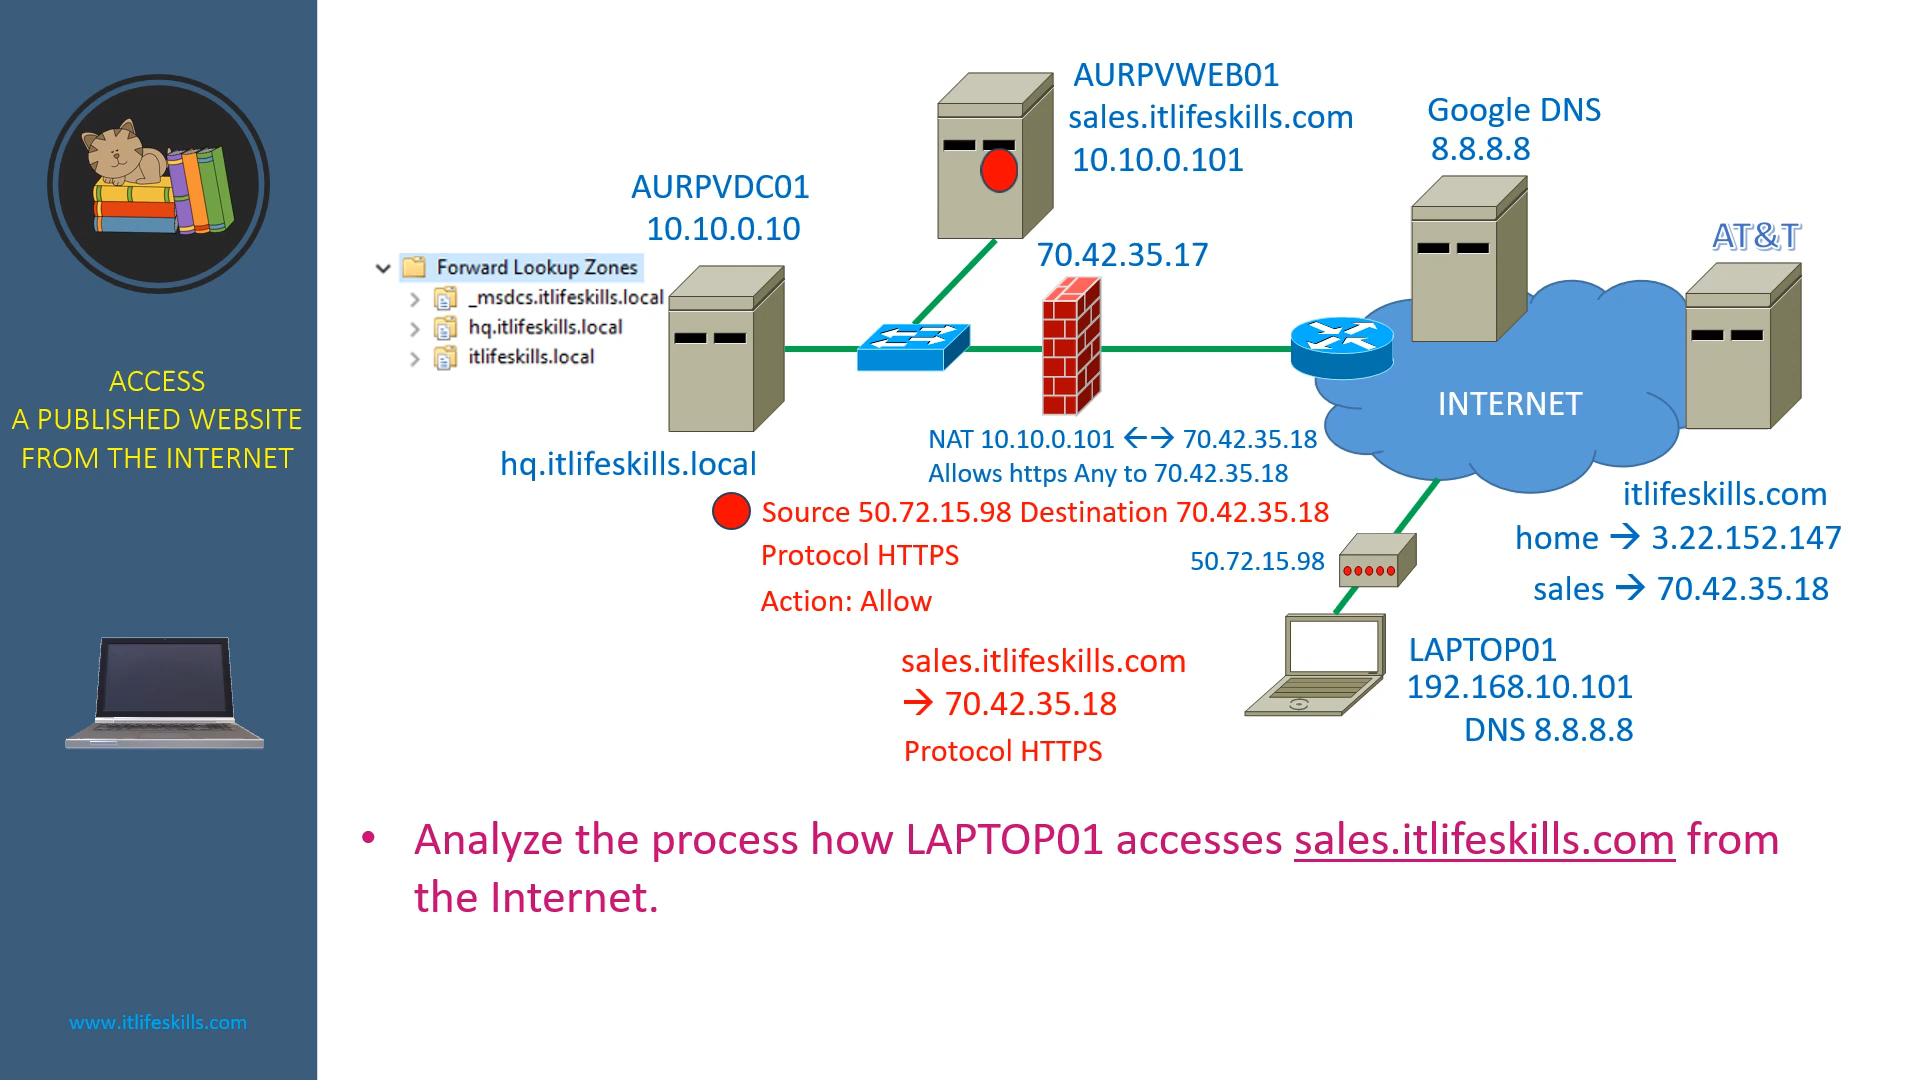 ACCESS
A PUBLISHED WEBSITE
FROM THE INTERNET
www.itlifeskills.com
AURPVWEB01
sales.itlifeskills.com
10.10.0.101
Google DNS
8.8.8.8
AURPVDC01
10.10.0.10
AT&T
70.42.35.17
Forward Lookup Zones
_msdcs.itlifeskills.local
hq.itlifeskills.local
itlifeskills.local
INTERNET
hq.itlifeskills.local
NAT 10.10.0.101 ←→ 70.42.35.18
Allows https Any to 70.42.35.18
Source 50.72.15.98 Destination 70.42.35.18
Protocol HTTPS
Action: Allow
50.72.15.98
itlifeskills.com
home → 3.22.152.147
sales → 70.42.35.18
sales.itlifeskills.com
→ 70.42.35.18
Protocol HTTPS
LAPTOP01
192.168.10.101
DNS 8.8.8.8
• Analyze the process how LAPTOP01 accesses sales.itlifeskills.com from
the Internet.